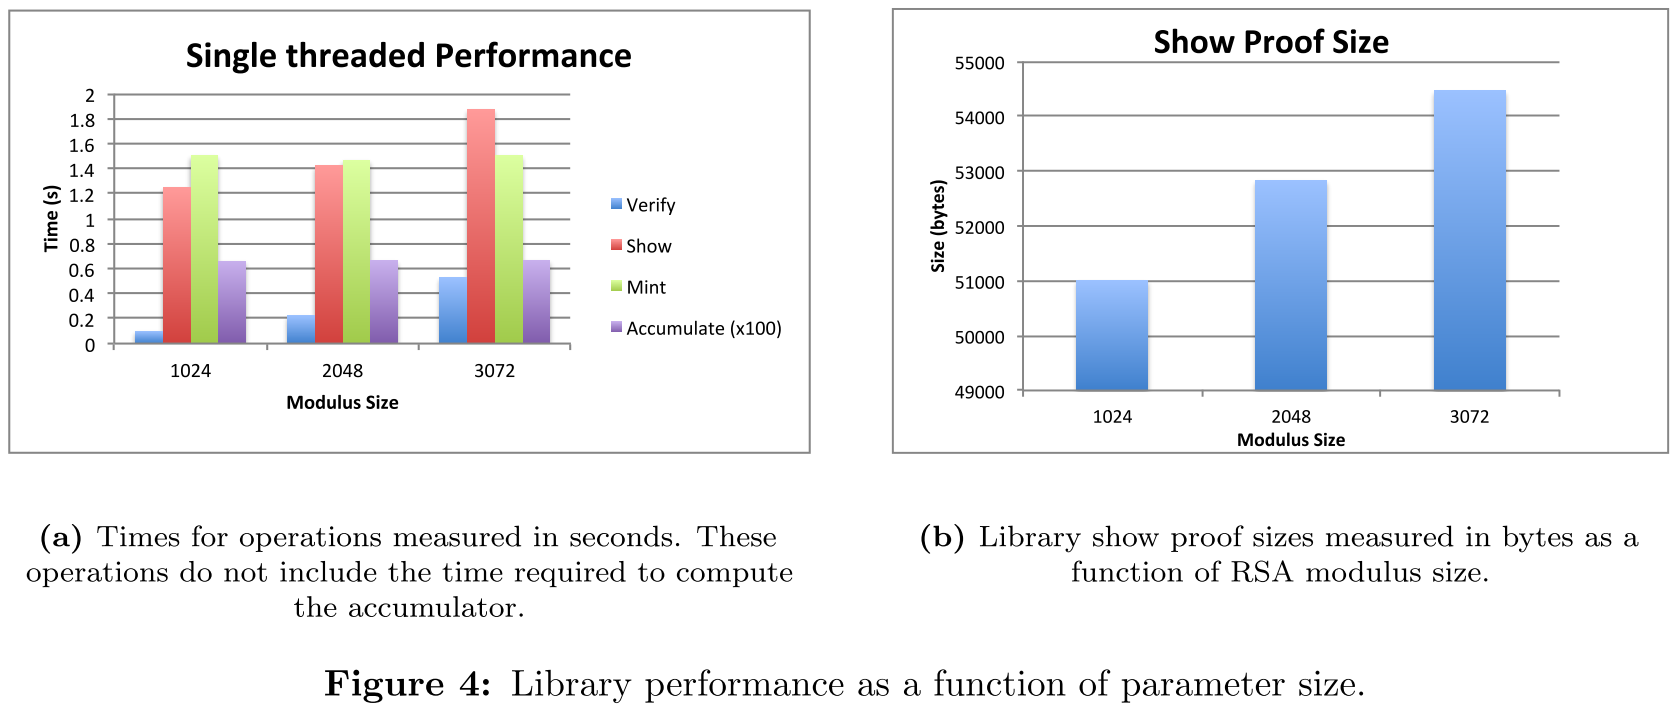 Single threaded Performance
2
1.8
1.6
1.4
1.2
1
0.8
0.6
0.4
0.2
0
Time (s)
1024
2048
3072
Modulus Size
Verify
Show
Mint
Accumulate (x100)
Show Proof Size
55000
54000
53000
52000
51000
50000
49000
Size (bytes)
1024
2048
3072
Modulus Size
(a) Times for operations measured in seconds. These
operations do not include the time required to compute
the accumulator.
(b) Library show proof sizes measured in bytes as a
function of RSA modulus size.
Figure 4: Library performance as a function of parameter size.